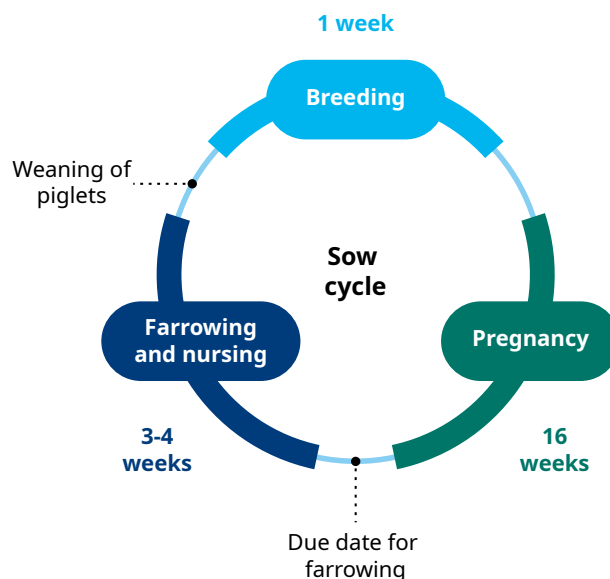 1 week
Breeding
Weaning of
piglets
Sow
cycle
Farrowing
and nursing
Pregnancy
3-4
weeks
16
weeks
Due date for
farrowing